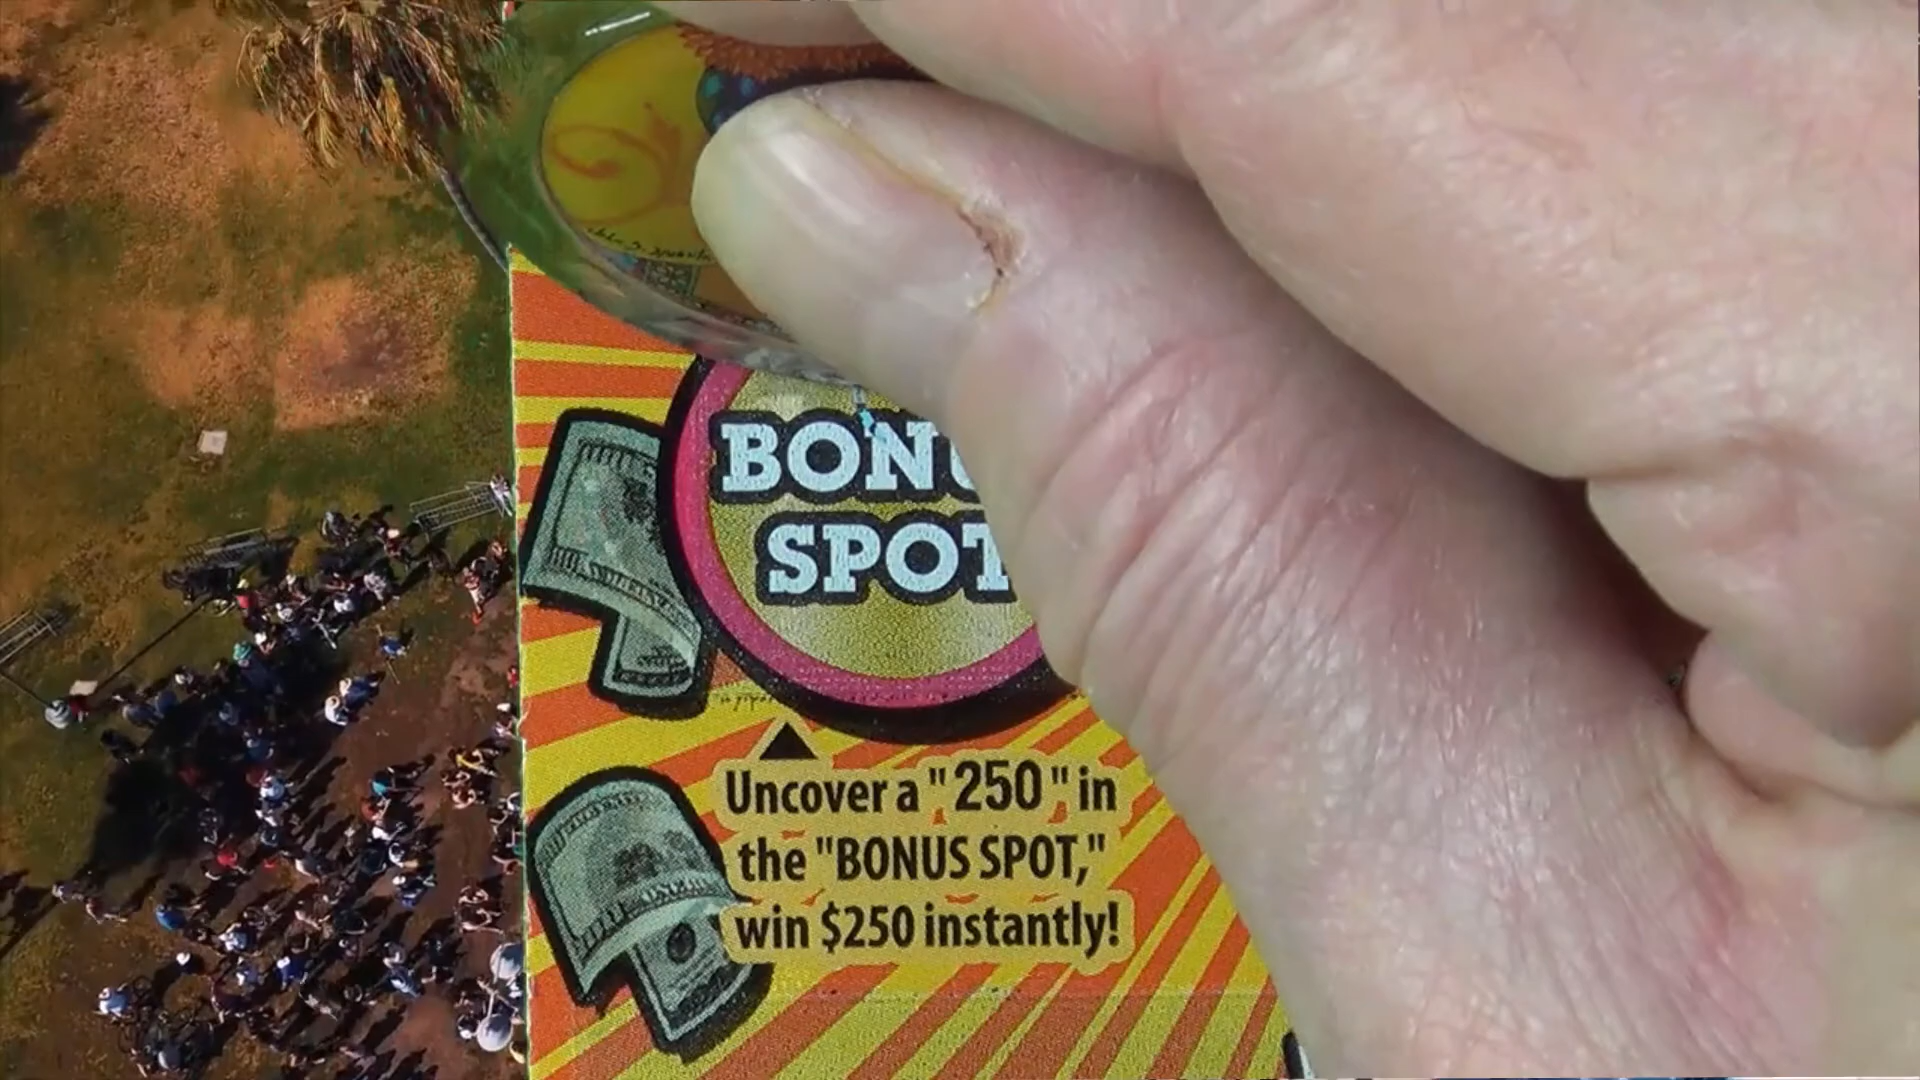 BON
SPOT
Uncover a "250" in
the "BONUS SPOT,"
win $250 instantly!